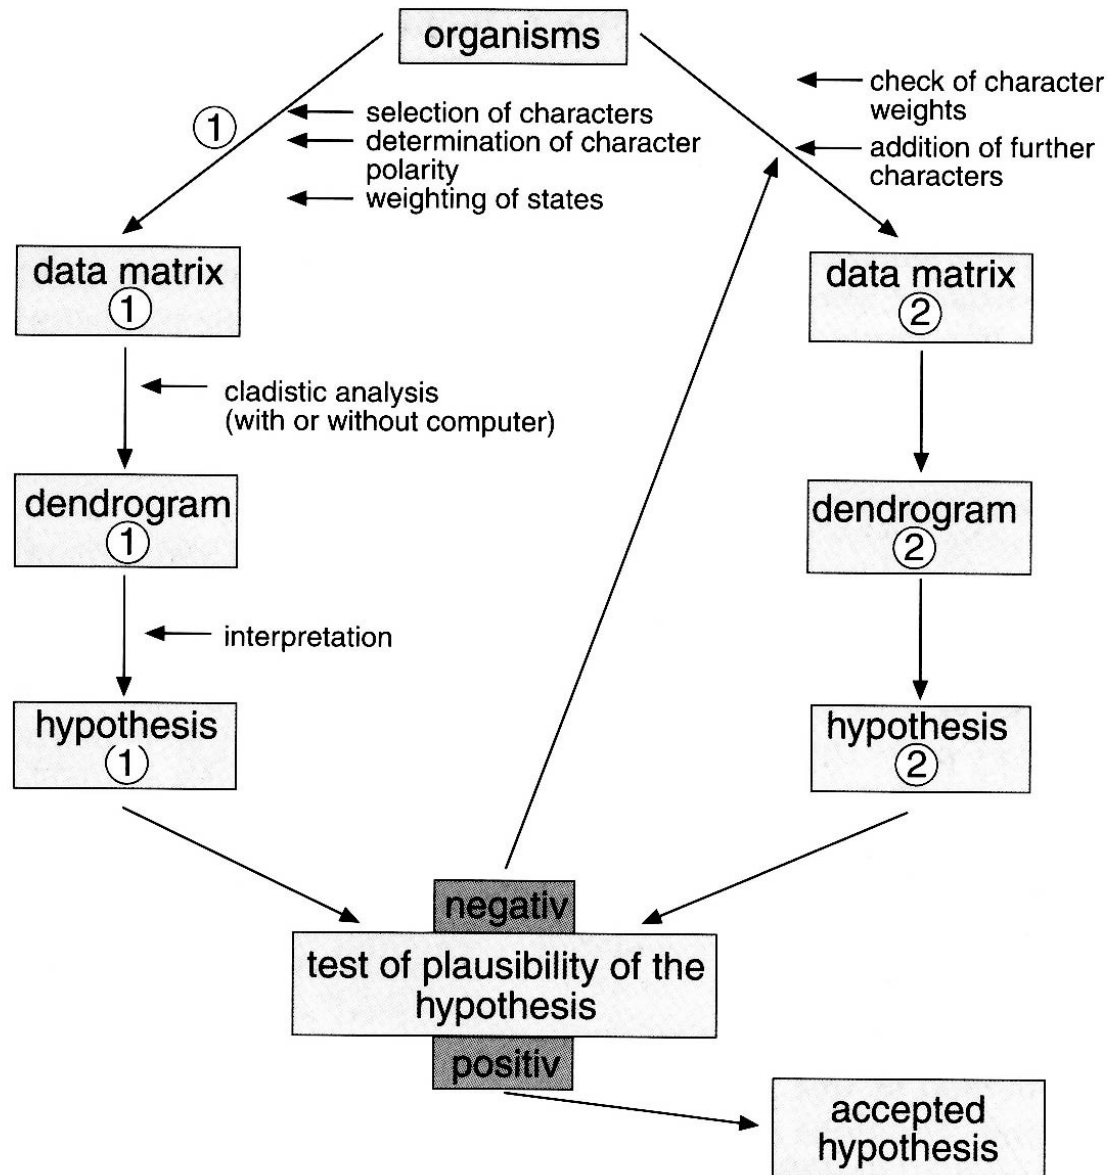 organisms
①
selection of characters
determination of character
polarity
weighting of states
check of character
weights
addition of further
characters
data matrix
①
data matrix
②
cladistic analysis
(with or without computer)
dendrogram
①
dendrogram
②
interpretation
hypothesis
①
hypothesis
②
negativ
test of plausibility of the
hypothesis
positiv
accepted
hypothesis